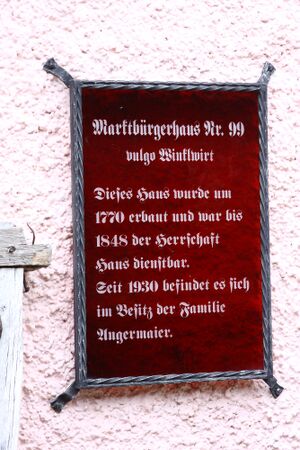 Marktbürgerhaus Nr. 99
vulgo Winklwirt
Dieses Haus wurde um
1770 erbaut und war bis
1848 der Herrschaft
Haus dienstbar.
Seit 1930 befindet es sich
im Besitz der Familie
Angermaier.